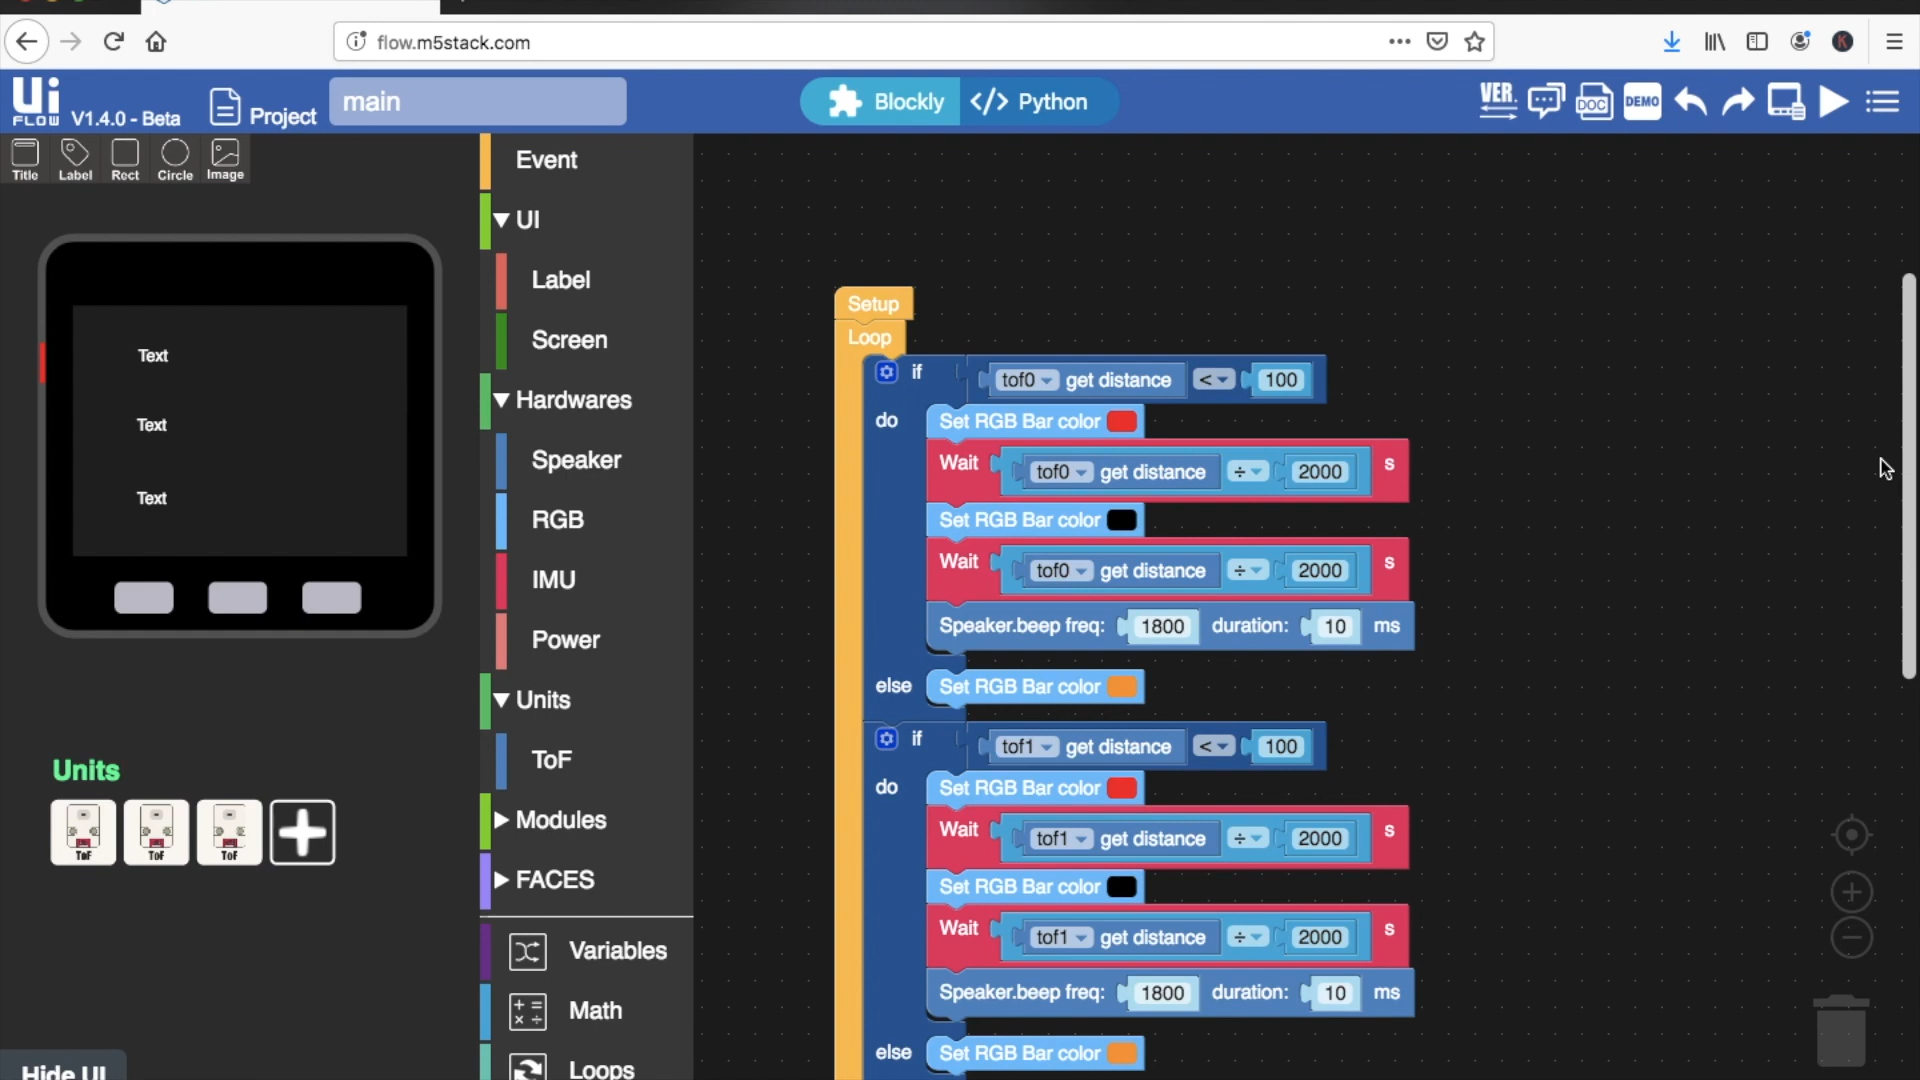 flow.m5stack.com
K
Ui
FLOW
V1.4.0 - Beta
Project
main
Blockly
</> Python
VER.
DOC
DEMO
Title
Label
Rect
Circle
Image
Text
Text
Text
Units
ToF
ToF
ToF
Hide UI
Event
UI
Label
Screen
Hardwares
Speaker
RGB
IMU
Power
Units
ToF
Modules
FACES
Variables
Math
Loops
Setup
Loop
if tof0 get distance < 100
do Set RGB Bar color
Wait tof0 get distance ÷ 2000 s
Set RGB Bar color
Wait tof0 get distance ÷ 2000 s
Speaker.beep freq: 1800 duration: 10 ms
else Set RGB Bar color
if tof1 get distance < 100
do Set RGB Bar color
Wait tof1 get distance ÷ 2000 s
Set RGB Bar color
Wait tof1 get distance ÷ 2000 s
Speaker.beep freq: 1800 duration: 10 ms
else Set RGB Bar color